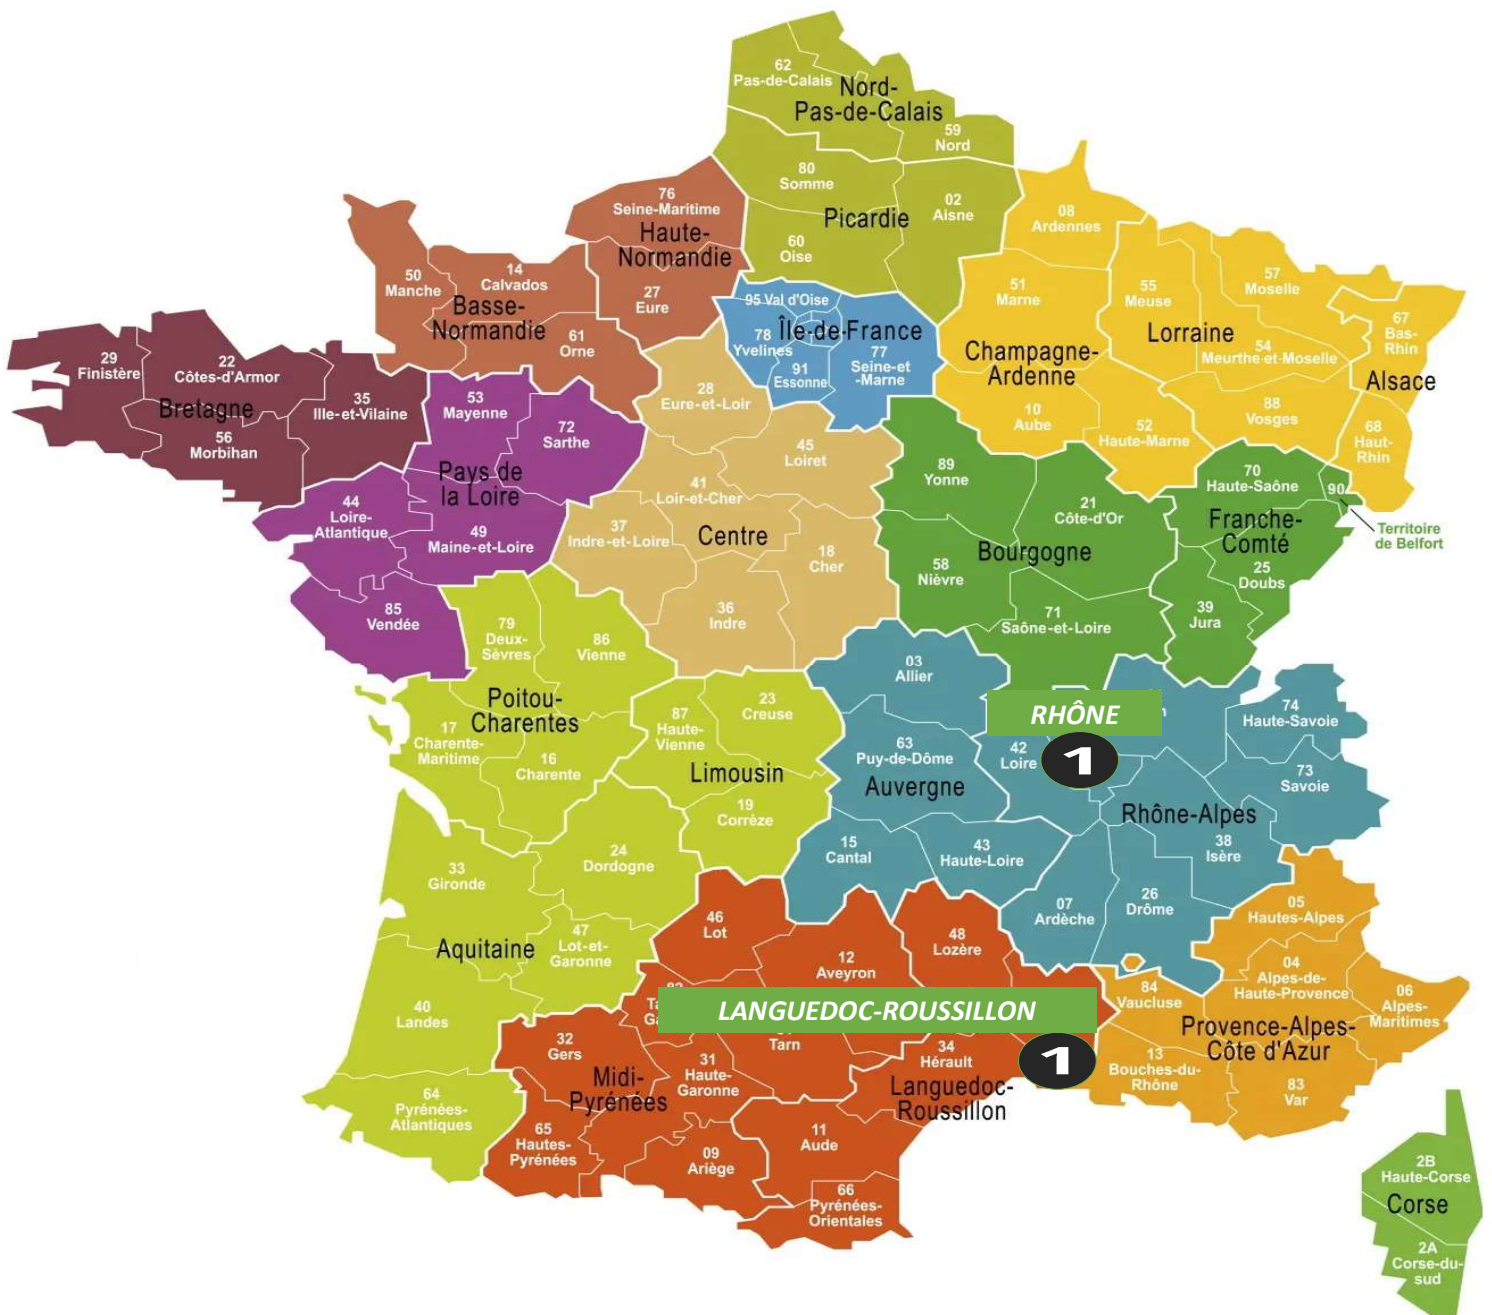 62
Pas-de-Calais
Nord-
Pas-de-Calais
59
Nord
80
Somme
02
Aisne
Picardie
60
Oise
76
Seine-Maritime
Haute-
Normandie
27
Eure
50
Manche
14
Calvados
Basse-
Normandie
61
Orne
08
Ardennes
51
Marne
55
Meuse
57
Moselle
Lorraine
54
Meurthe-et-Moselle
67
Bas-
Rhin
Alsace
68
Haut-
Rhin
88
Vosges
Champagne-
Ardenne
10
Aube
52
Haute-Marne
95 Val d'Oise
Île-de-France
78
Yvelines
91
Essonne
77
Seine-et
-Marne
29
Finistère
22
Côtes-d'Armor
Bretagne
35
Ille-et-Vilaine
56
Morbihan
53
Mayenne
72
Sarthe
Pays de
la Loire
44
Loire-
Atlantique
49
Maine-et-Loire
85
Vendée
28
Eure-et-Loir
45
Loiret
41
Loir-et-Cher
37
Indre-et-Loire
Centre
18
Cher
36
Indre
89
Yonne
21
Côte-d'Or
Bourgogne
58
Nièvre
71
Saône-et-Loire
70
Haute-Saône
90
Territoire
de Belfort
Franche-
Comté
25
Doubs
39
Jura
79
Deux-
Sèvres
86
Vienne
Poitou-
Charentes
17
Charente-
Maritime
16
Charente
87
Haute-
Vienne
23
Creuse
Limousin
19
Corrèze
03
Allier
63
Puy-de-Dôme
Auvergne
15
Cantal
43
Haute-Loire
RHÔNE
1
42
Loire
74
Haute-Savoie
73
Savoie
Rhône-Alpes
38
Isère
07
Ardèche
26
Drôme
33
Gironde
24
Dordogne
47
Lot-et-
Garonne
Aquitaine
40
Landes
64
Pyrénées-
Atlantiques
46
Lot
12
Aveyron
48
Lozère
LANGUEDOC-ROUSSILLON
1
Tarn
32
Gers
31
Haute-
Garonne
Midi-
Pyrénées
65
Hautes-
Pyrénées
09
Ariège
34
Hérault
Languedoc-
Roussillon
11
Aude
66
Pyrénées-
Orientales
05
Hautes-Alpes
04
Alpes-de-
Haute-Provence
06
Alpes-
Maritimes
84
Vaucluse
Provence-Alpes-
Côte d'Azur
13
Bouches-du-
Rhône
83
Var
2B
Haute-Corse
Corse
2A
Corse-du-
sud